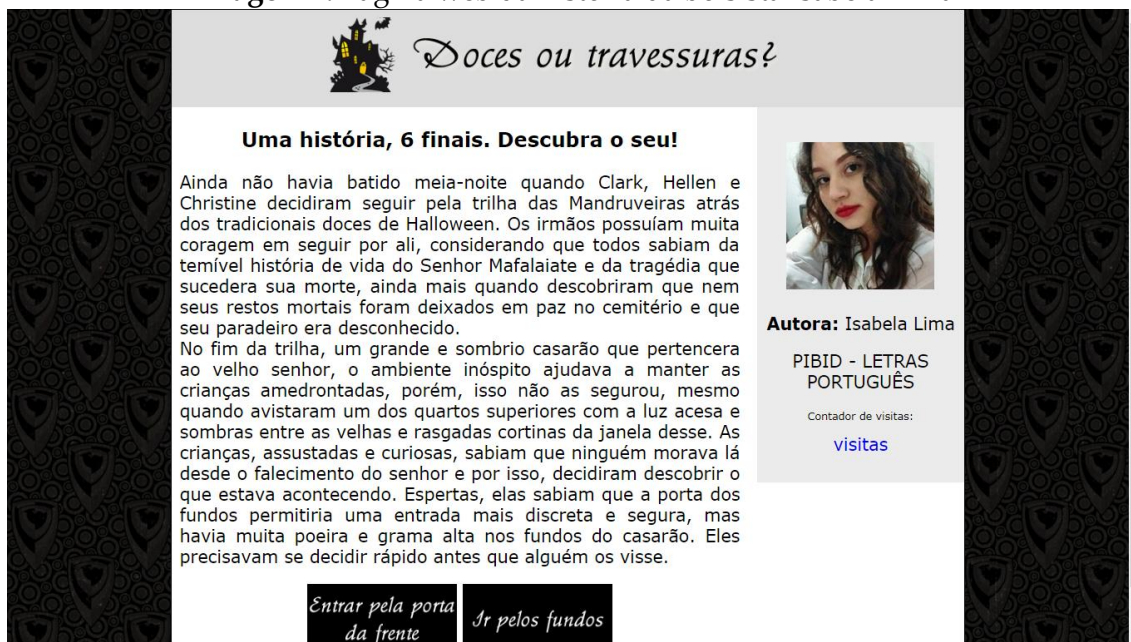 Doces ou travessuras?
Uma história, 6 finais. Descubra o seu!
Ainda não havia batido meia-noite quando Clark, Hellen e
Christine decidiram seguir pela trilha das Mandruveiras atrás
dos tradicionais doces de Halloween. Os irmãos possuíam muita
coragem em seguir por ali, considerando que todos sabiam da
temível história de vida do Senhor Mafalaiate e da tragédia que
sucedera sua morte, ainda mais quando descobriram que nem
seus restos mortais foram deixados em paz no cemitério e que
seu paradeiro era desconhecido.
No fim da trilha, um grande e sombrio casarão que pertencera
ao velho senhor, o ambiente inóspito ajudava a manter as
crianças amedrontadas, porém, isso não as segurou, mesmo
quando avistaram um dos quartos superiores com a luz acesa e
sombras entre as velhas e rasgadas cortinas da janela desse. As
crianças, assustadas e curiosas, sabiam que ninguém morava lá
desde o falecimento do senhor e por isso, decidiram descobrir o
que estava acontecendo. Espertas, elas sabiam que a porta dos
fundos permitiria uma entrada mais discreta e segura, mas
havia muita poeira e grama alta nos fundos do casarão. Eles
precisavam se decidir rápido antes que alguém os visse.
Entrar pela porta
da frente
Ir pelos fundos
Autora: Isabela Lima
PIBID - LETRAS
PORTUGUÊS
Contador de visitas:
visitas